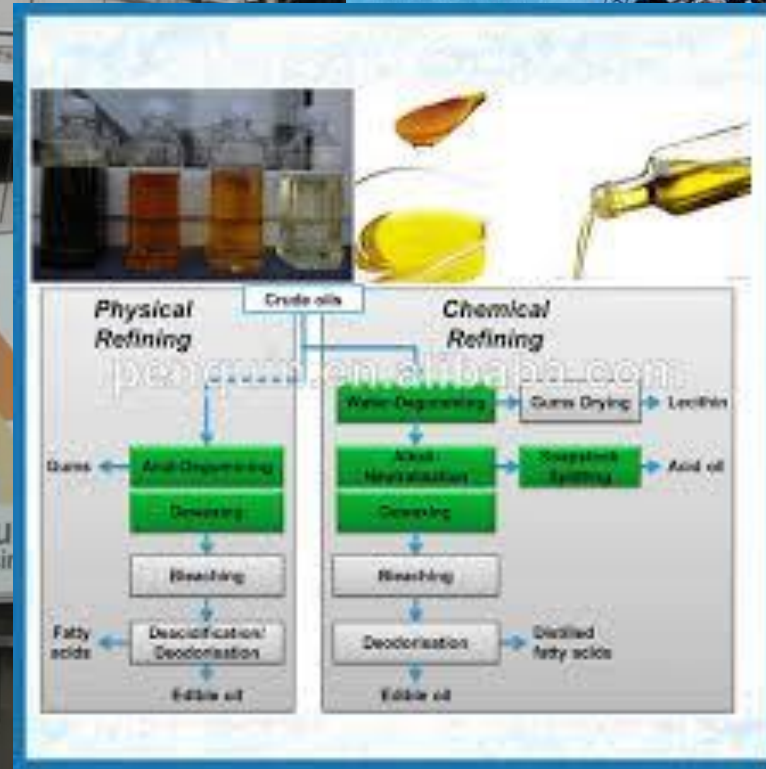 Crude oils
Physical
Refining
Chemical
Refining
Water Degumming
Gums Drying
Lecithin
Gums
Acid Degumming
Alkali
Neutralisation
Soapstock
Splitting
Acid oil
Dewaxing
Dewaxing
Bleaching
Bleaching
Fatty
acids
Deacidification/
Deodorisation
Deodorisation
Distilled
fatty acids
Edible oil
Edible oil